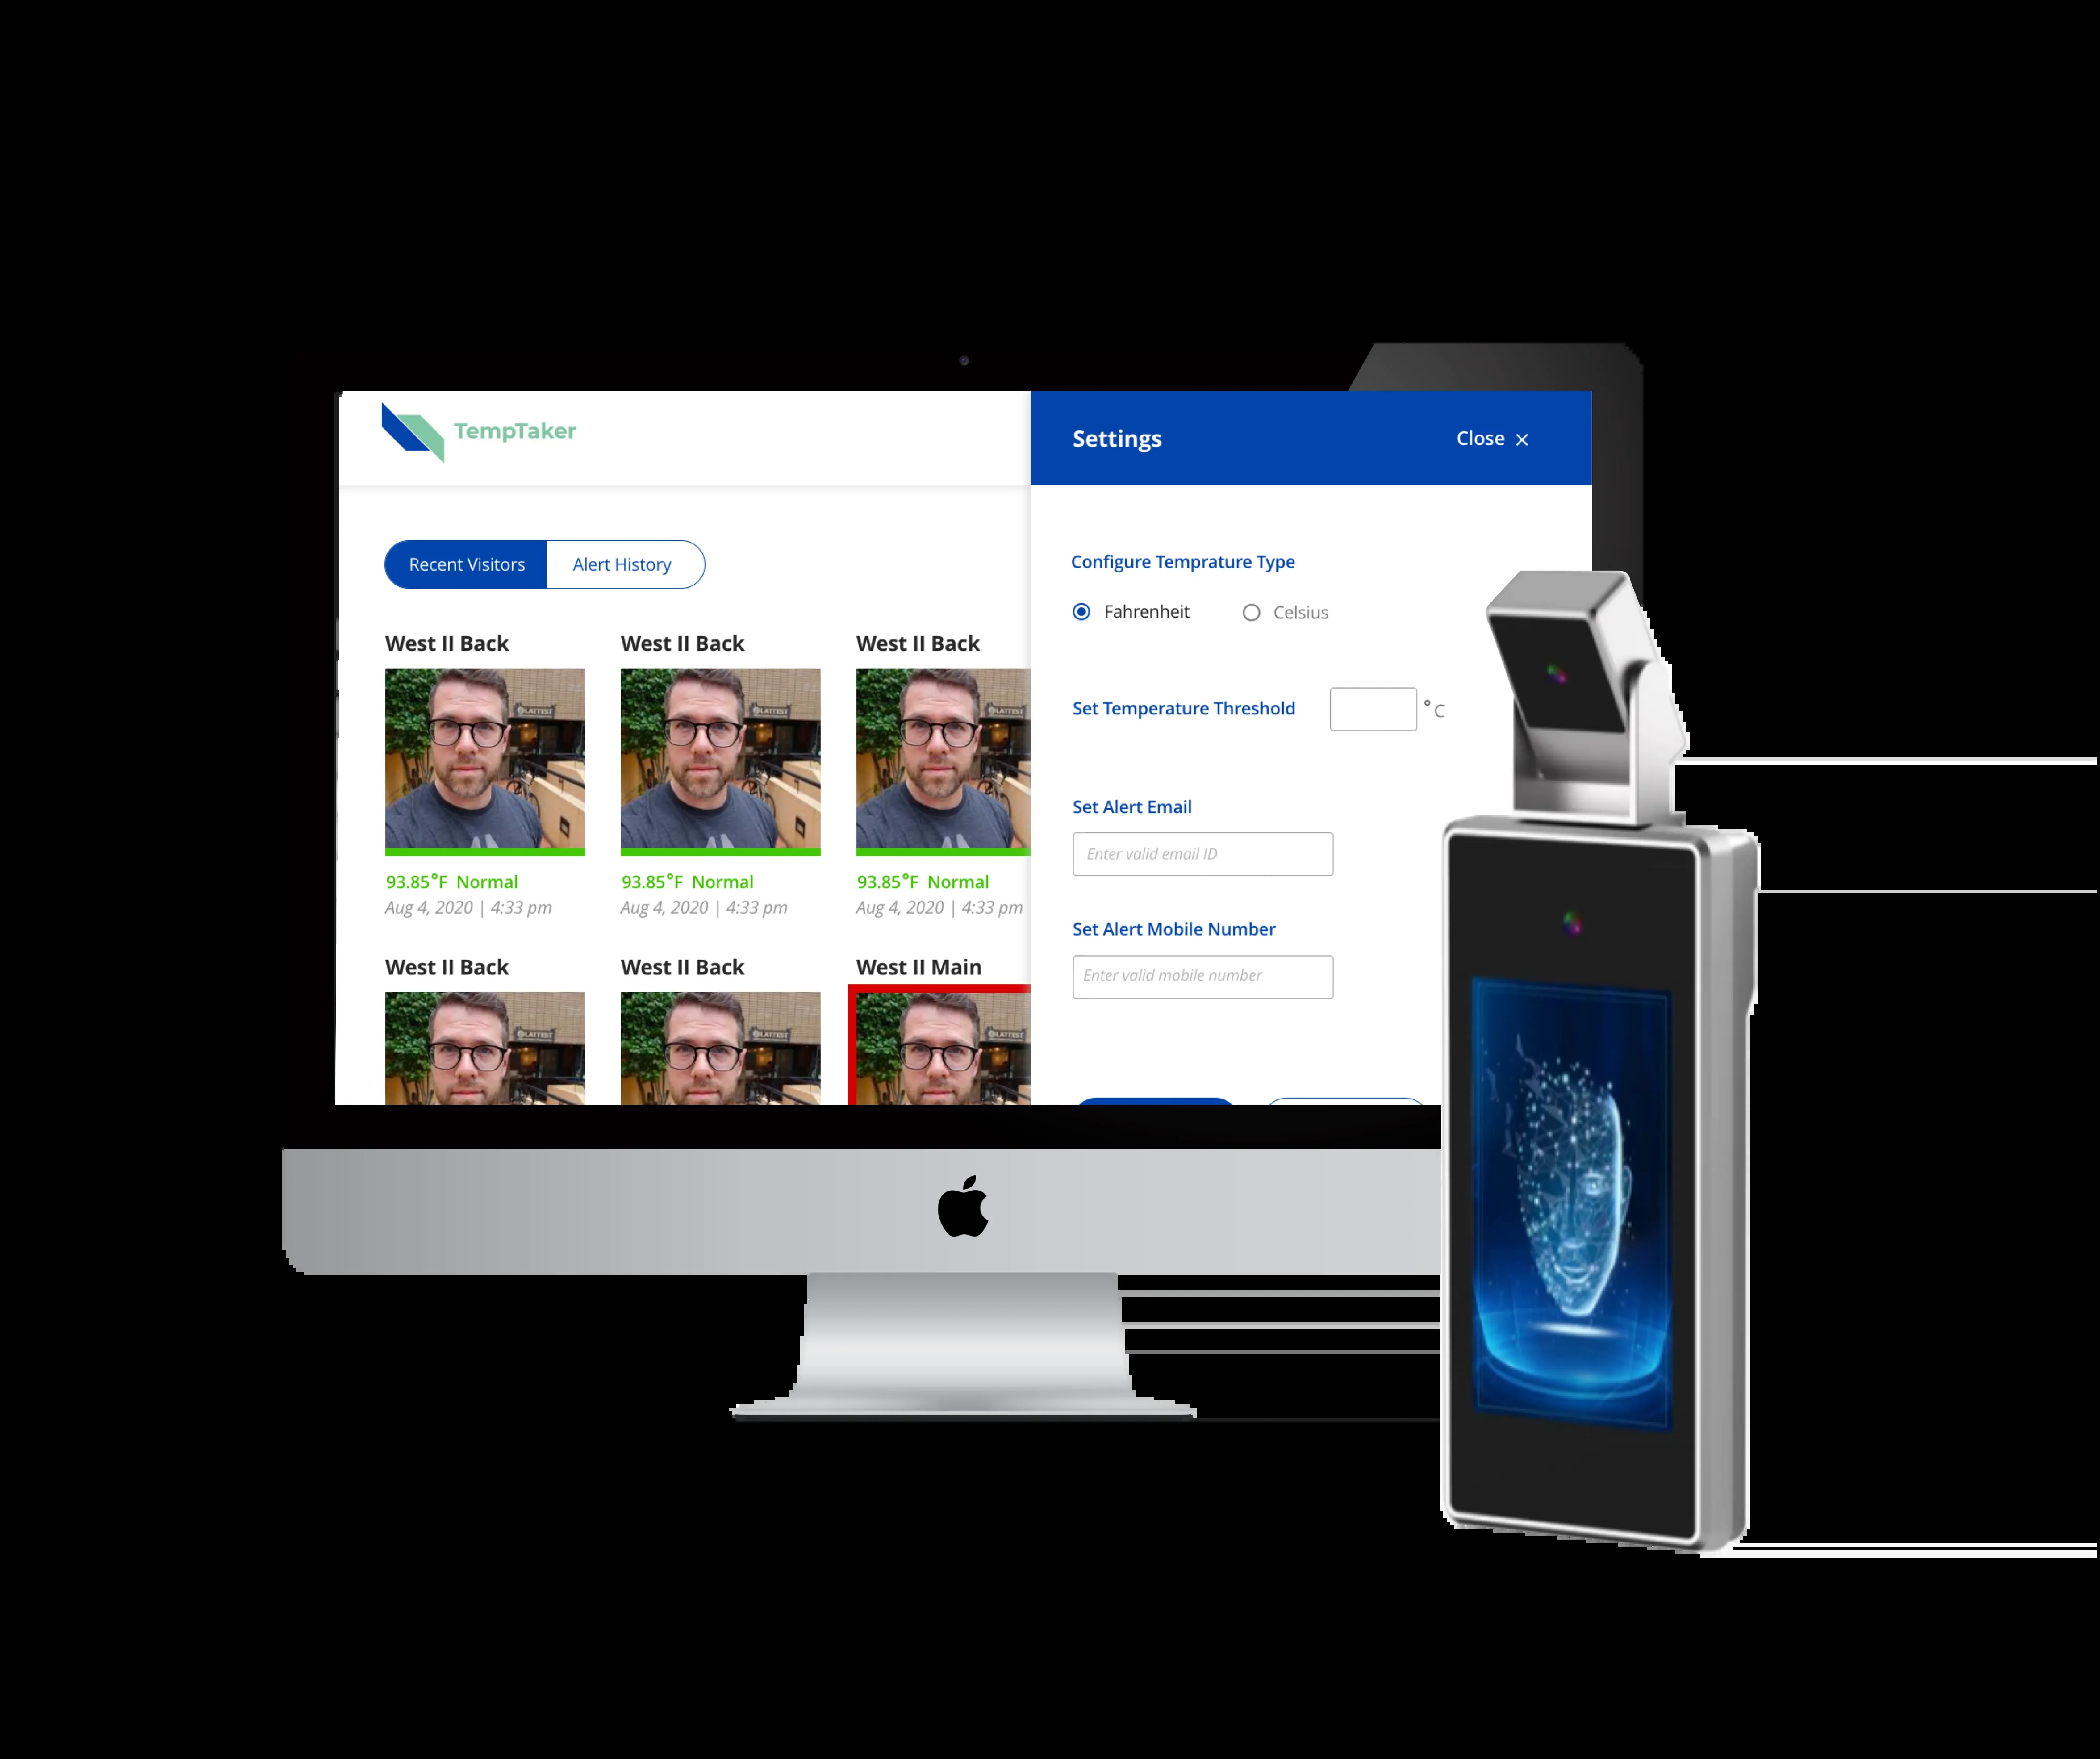 TempTaker
Recent Visitors
Alert History
West II Back
West II Back
West II Back
93.85°F Normal
93.85°F Normal
93.85°F Normal
Aug 4, 2020 | 4:33 pm
Aug 4, 2020 | 4:33 pm
Aug 4, 2020 | 4:33 pm
West II Back
West II Back
West II Main
Settings
Close ×
Configure Temprature Type
Fahrenheit
Celsius
Set Temperature Threshold
°C
Set Alert Email
Enter valid email ID
Set Alert Mobile Number
Enter valid mobile number